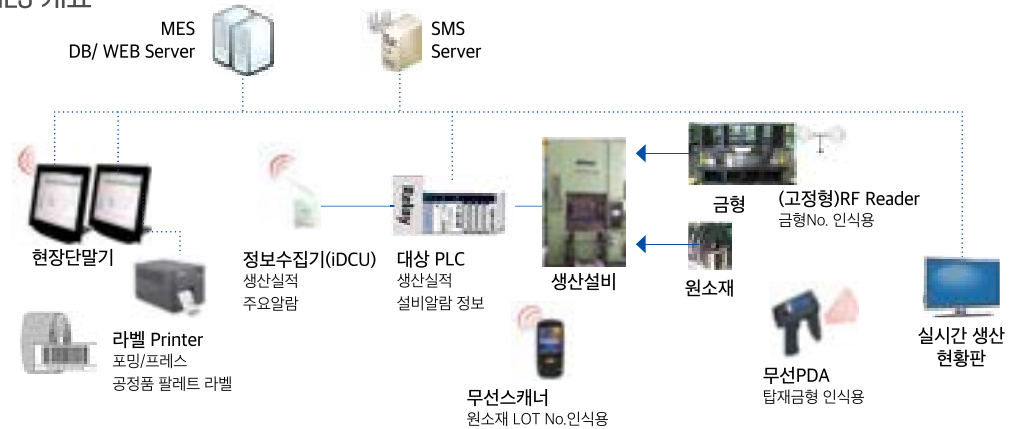 MES 개요
MES
DB/ WEB Server
SMS
Server
현장단말기
정보수집기(iDCU)
생산실적
주요알람
대상 PLC
생산실적
설비알람 정보
생산설비
금형
(고정형)RF Reader
금형No. 인식용
원소재
라벨 Printer
포밍/프레스
공정품 팔레트 라벨
무선스캐너
원소재 LOT No.인식용
무선PDA
탑재금형 인식용
실시간 생산
현황판